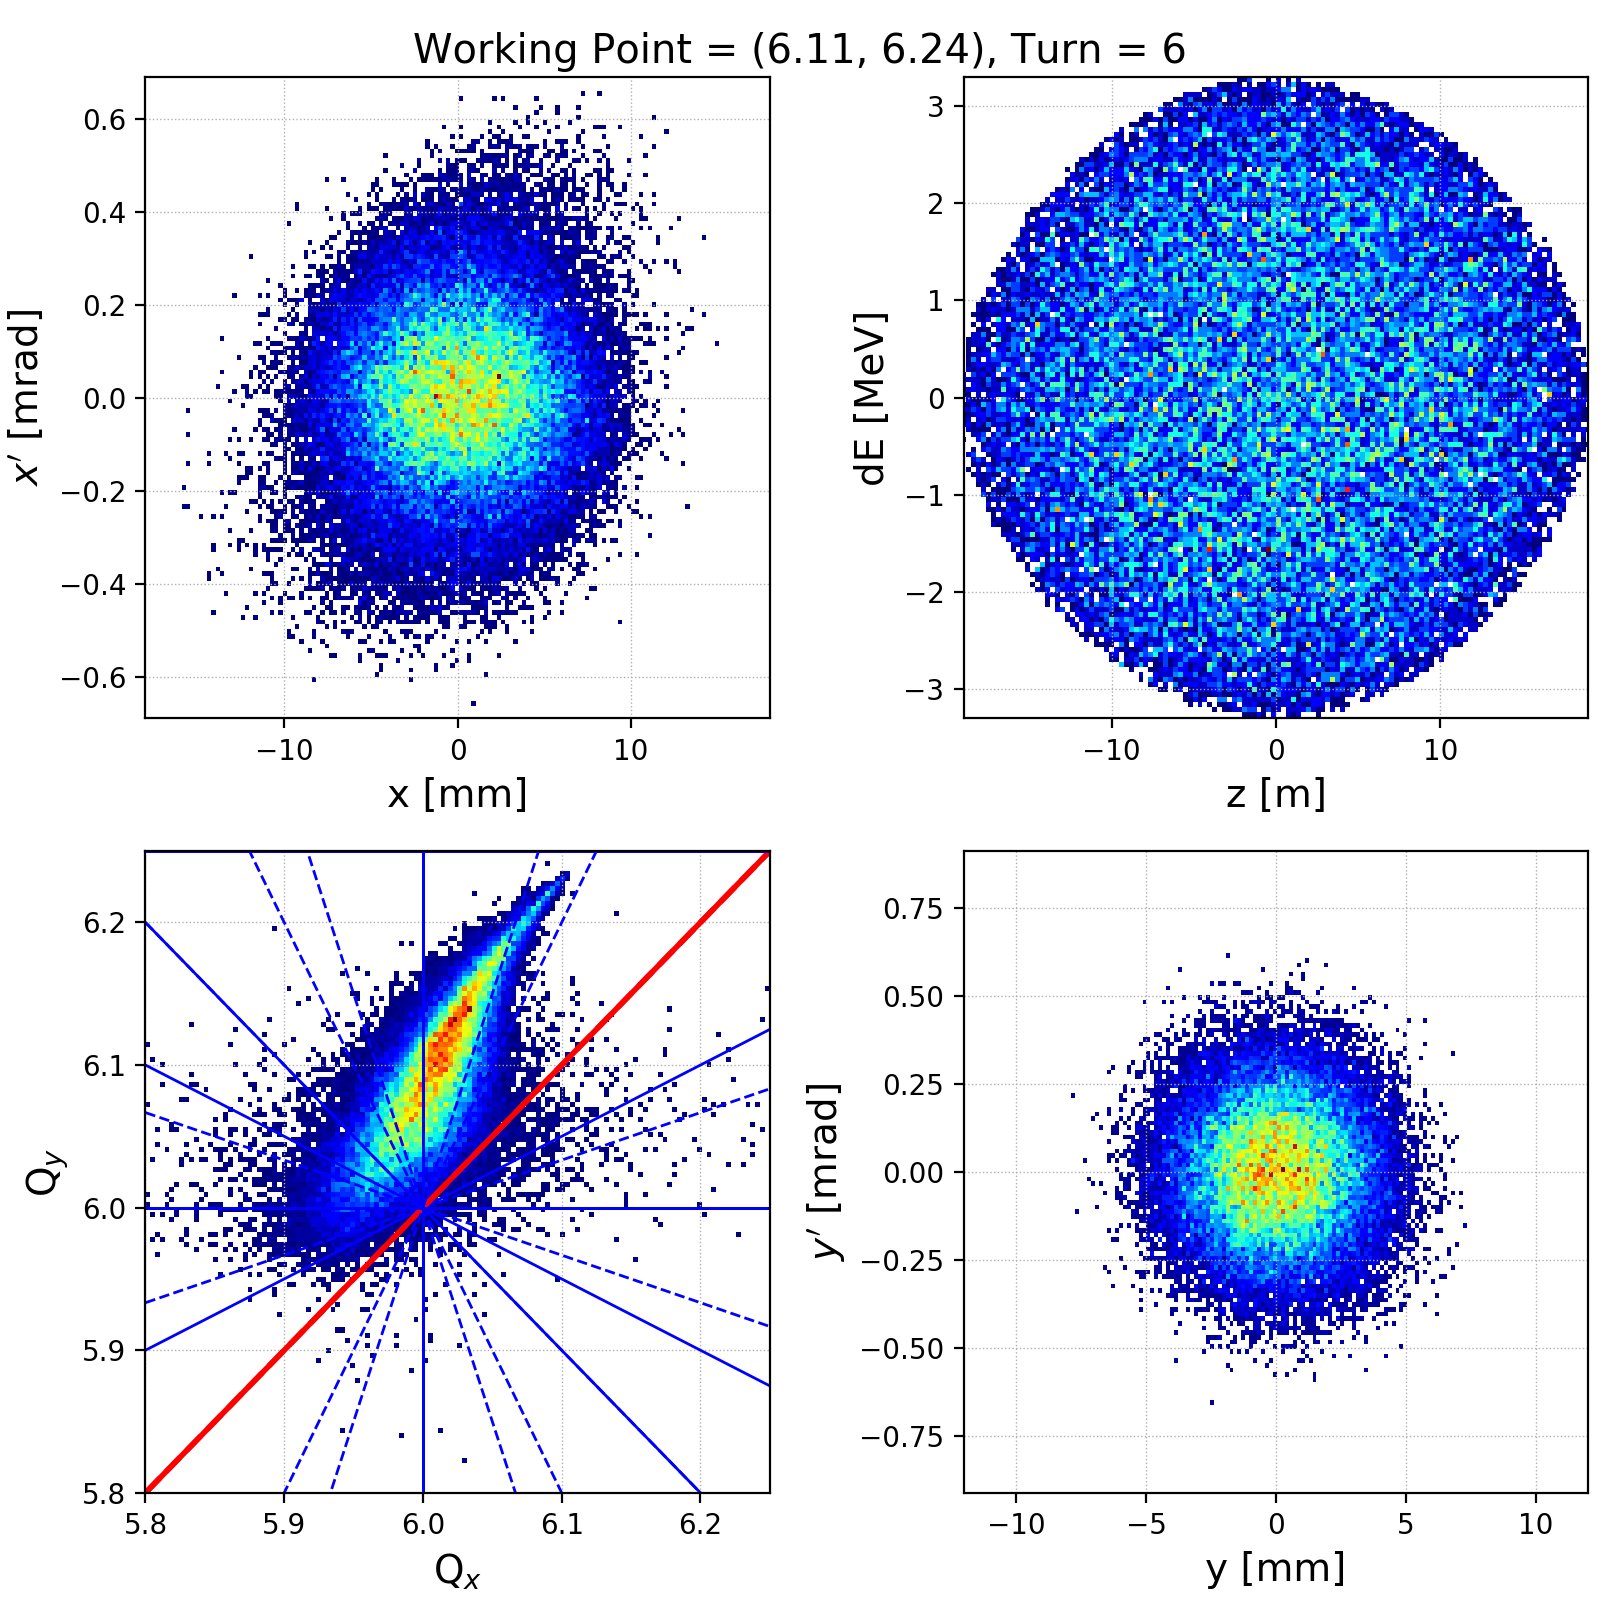 Working Point = (6.11, 6.24), Turn = 6
0.6
0.4
0.2
0.0
−0.2
−0.4
−0.6
x′ [mrad]
−10 0 10
x [mm]
3
2
1
0
−1
−2
−3
dE [MeV]
−10 0 10
z [m]
6.2
6.1
6.0
5.9
5.8
Qy
5.8 5.9 6.0 6.1 6.2
Qx
0.75
0.50
0.25
0.00
−0.25
−0.50
−0.75
y′ [mrad]
−10 −5 0 5 10
y [mm]